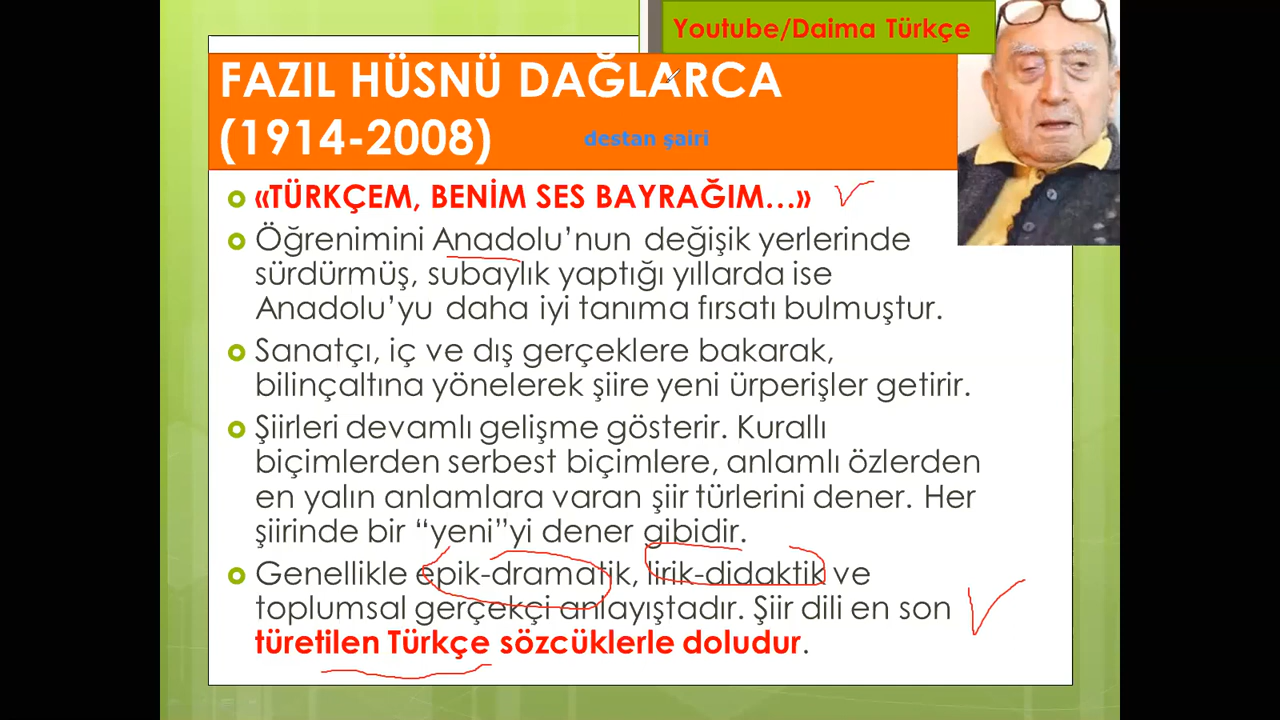 Youtube/Daima Türkçe
FAZIL HÜSNÜ DAĞLARCA
(1914-2008)
destan şairi
«TÜRKÇEM, BENİM SES BAYRAĞIM…»
Öğrenimini Anadolu’nun değişik yerlerinde
sürdürmüş, subaylık yaptığı yıllarda ise
Anadolu’yu daha iyi tanıma fırsatı bulmuştur.
Sanatçı, iç ve dış gerçeklere bakarak,
bilinçaltına yönelerek şiire yeni ürperişler getirir.
Şiirleri devamlı gelişme gösterir. Kurallı
biçimlerden serbest biçimlere, anlamlı özlerden
en yalın anlamlara varan şiir türlerini dener. Her
şiirinde bir “yeni”yi dener gibidir.
Genellikle epik-dramatik, lirik-didaktik ve
toplumsal gerçekçi anlayıştadır. Şiir dili en son
türetilen Türkçe sözcüklerle doludur.